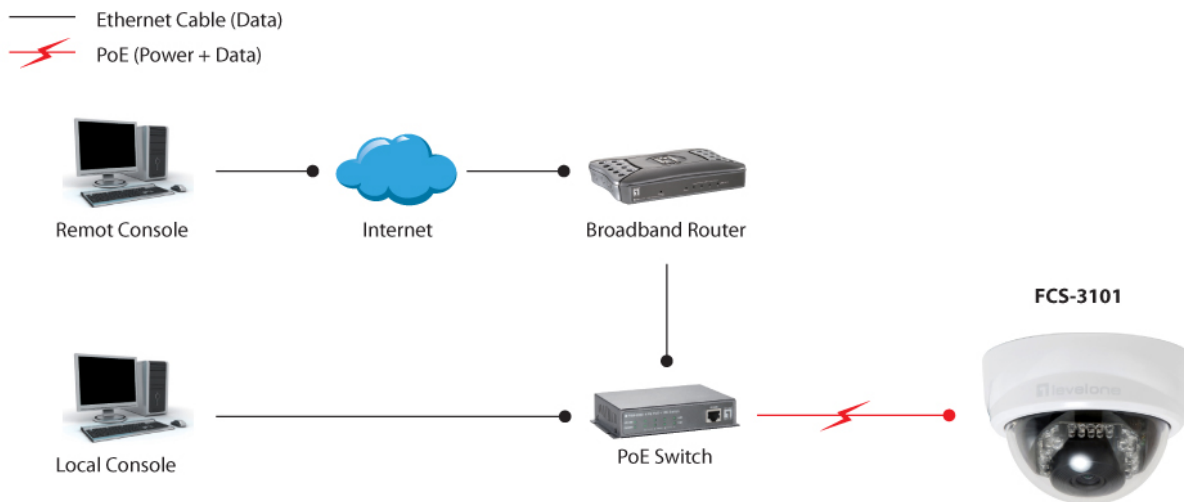 Ethernet Cable (Data)
PoE (Power + Data)
Remot Console
Internet
Broadband Router
FCS-3101
levelone
Local Console
PoE Switch